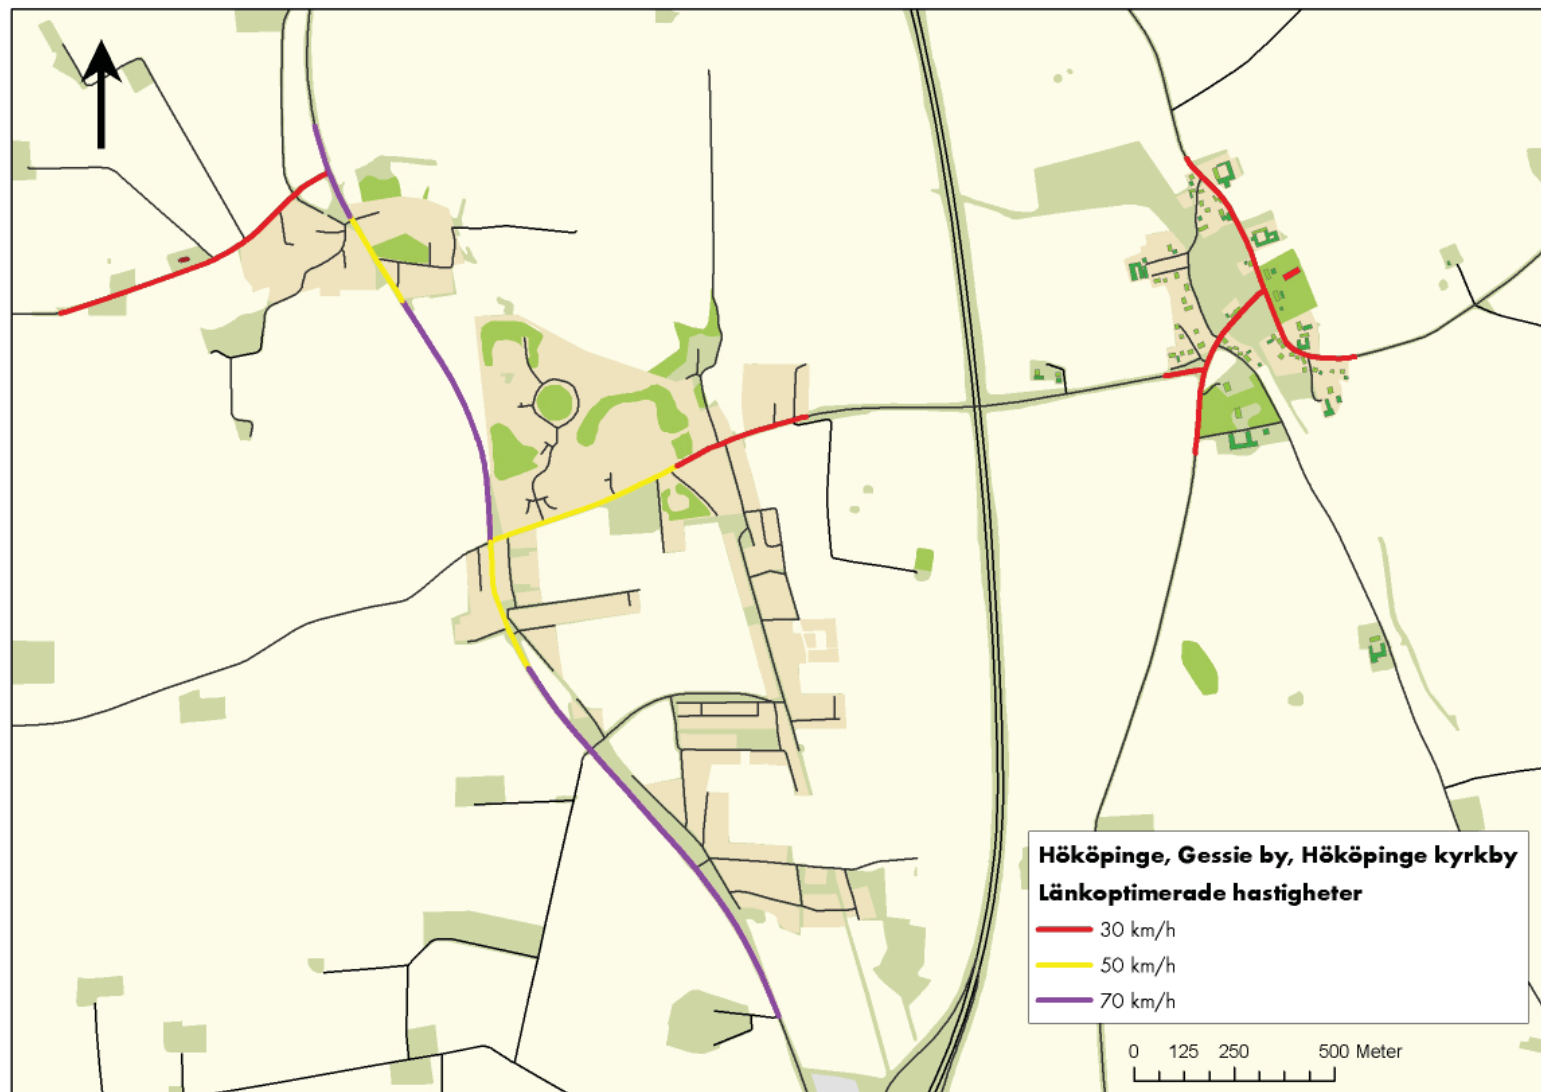 Hököpinge, Gessie by, Hököpinge kyrkby
Länkoptimerade hastigheter
30 km/h
50 km/h
70 km/h
0 125 250 500 Meter